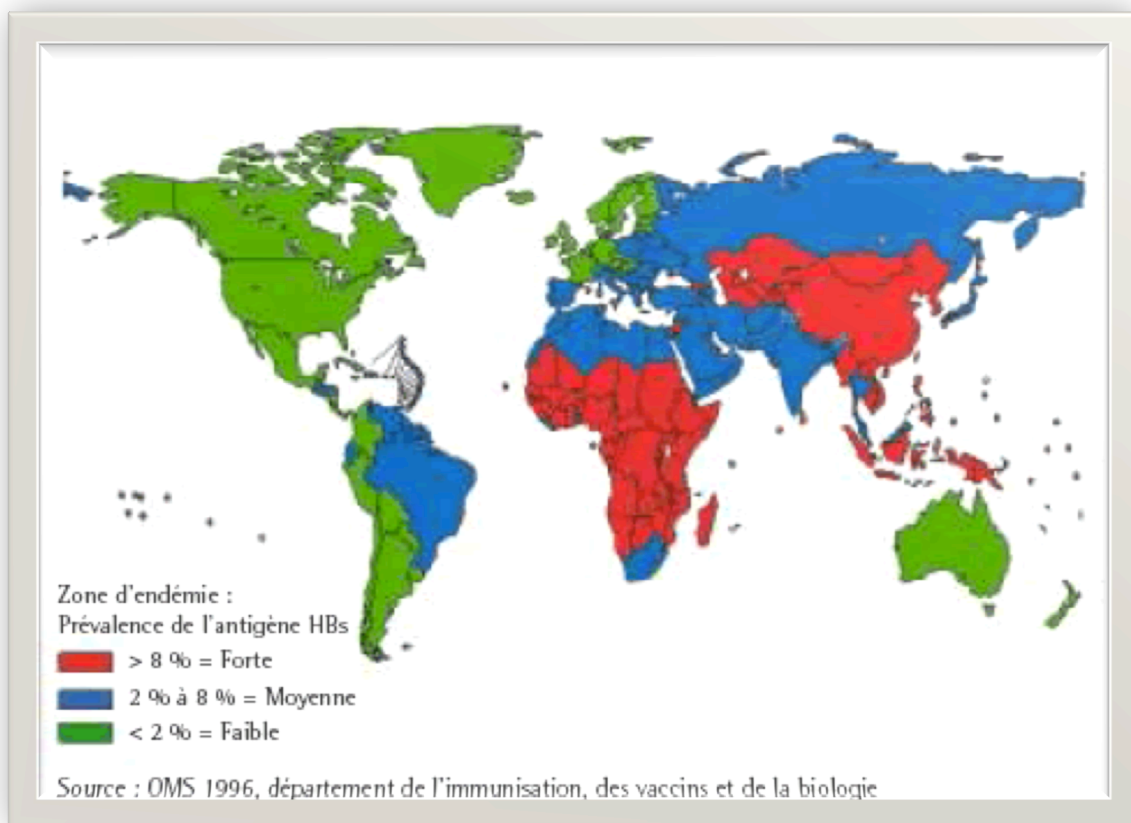 Zone d'endémie :
Prévalence de l'antigène HBs
> 8 % = Forte
2 % à 8 % = Moyenne
< 2 % = Faible
Source : OMS 1996, département de l'immunisation, des vaccins et de la biologie